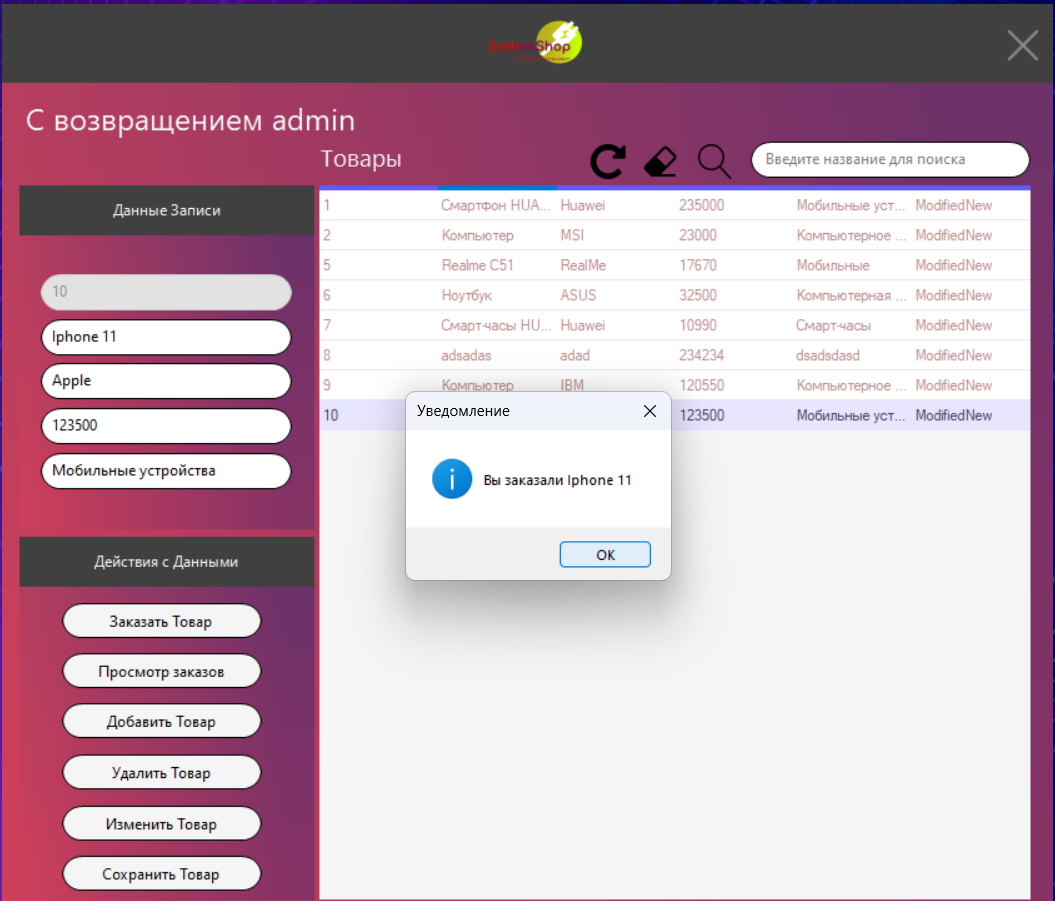 System Shop
С возвращением admin
Товары
Введите название для поиска
Данные Записи
10
Iphone 11
Apple
123500
Мобильные устройства
1 Смартфон HUA... Huawei 235000 Мобильные уст... ModifiedNew
2 Компьютер MSI 23000 Компьютерное ... ModifiedNew
5 Realme C51 RealMe 17670 Мобильные ModifiedNew
6 Ноутбук ASUS 32500 Компьютерная ... ModifiedNew
7 Смарт-часы HU... Huawei 10990 Смарт-часы ModifiedNew
8 adsadas adad 234234 dsadsdasd ModifiedNew
9 Компьютер IBM 120550 Компьютерное ... ModifiedNew
10 123500 Мобильные уст... ModifiedNew
Уведомление
Вы заказали Iphone 11
ОК
Действия с Данными
Заказать Товар
Просмотр заказов
Добавить Товар
Удалить Товар
Изменить Товар
Сохранить Товар